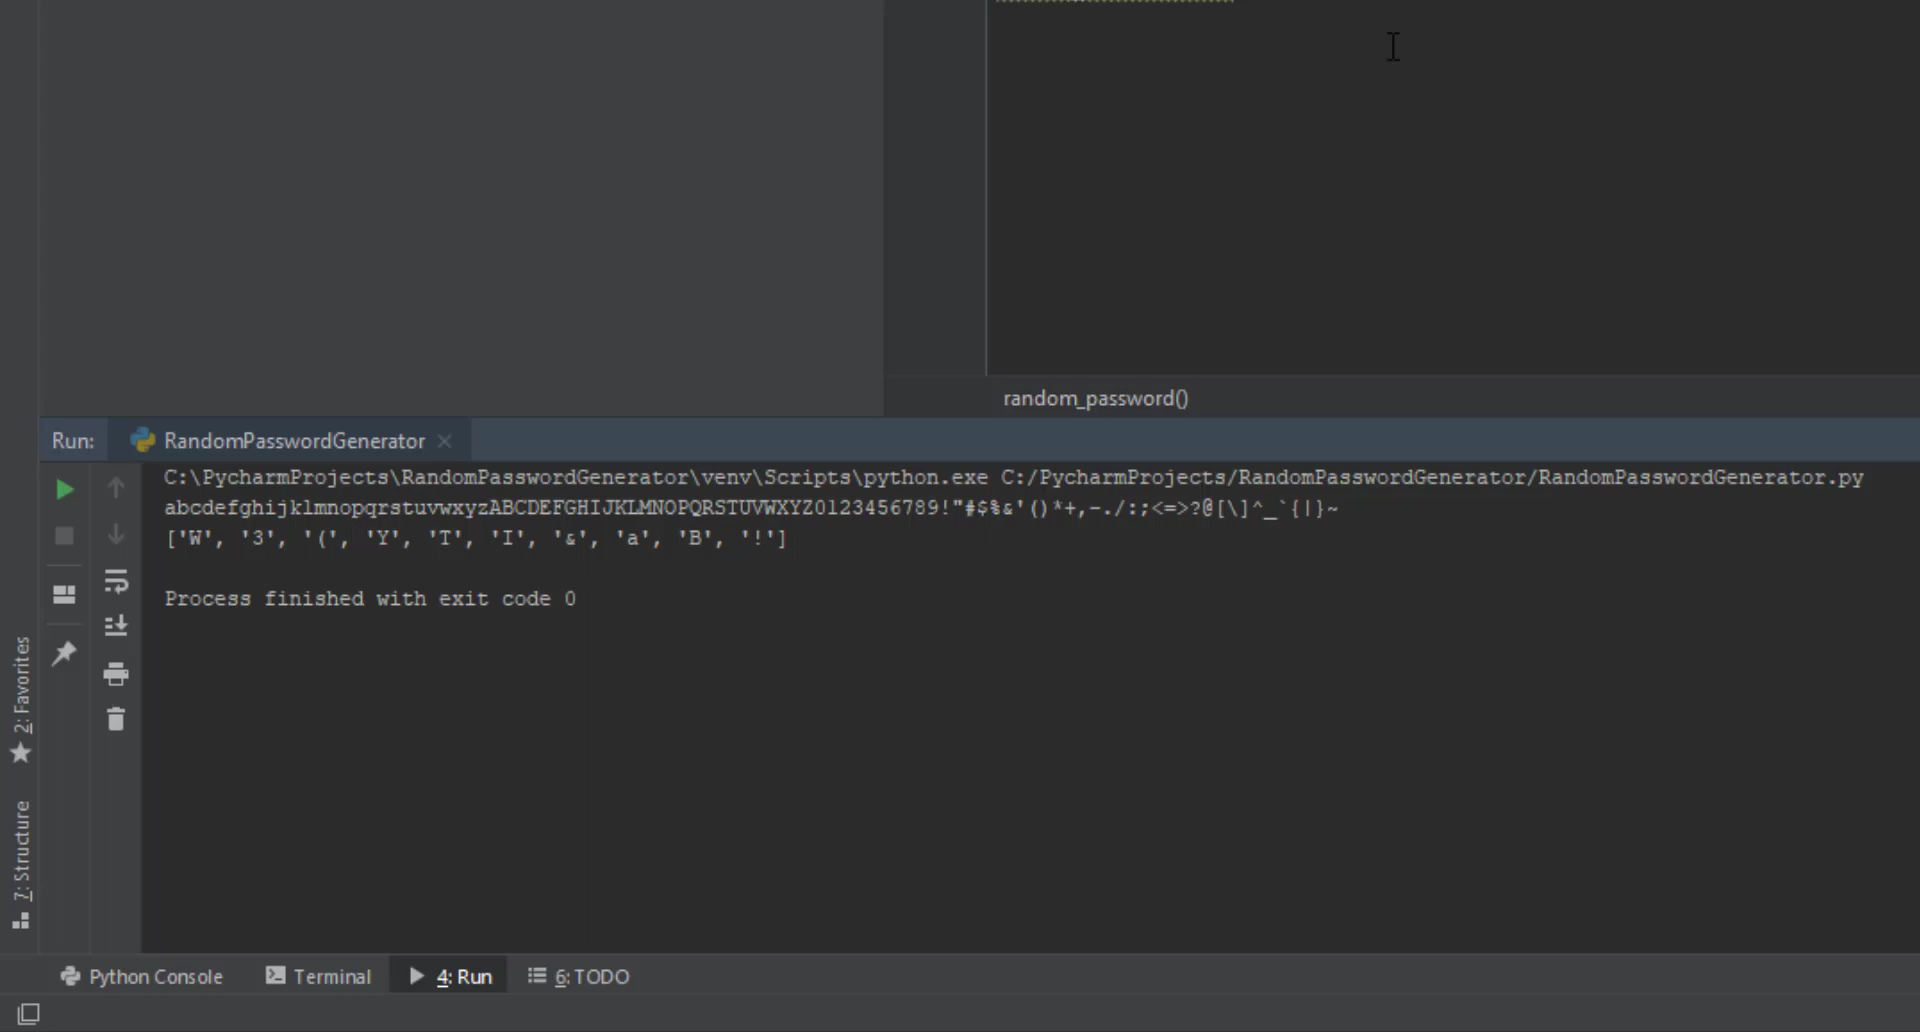 random_password()
Run: RandomPasswordGenerator
C:\PycharmProjects\RandomPasswordGenerator\venv\Scripts\python.exe C:/PycharmProjects/RandomPasswordGenerator/RandomPasswordGenerator.py
abcdefghijklmnopqrstuvwxyzABCDEFGHIJKLMNOPQRSTUVWXYZ0123456789!"#$%&'()*+,-./:;<=>?@[\]^_`{|}~
['W', '3', '(', 'Y', 'T', 'I', '&', 'a', 'B', '!']
Process finished with exit code 0
2: Favorites
7: Structure
Python Console Terminal 4: Run 6: TODO